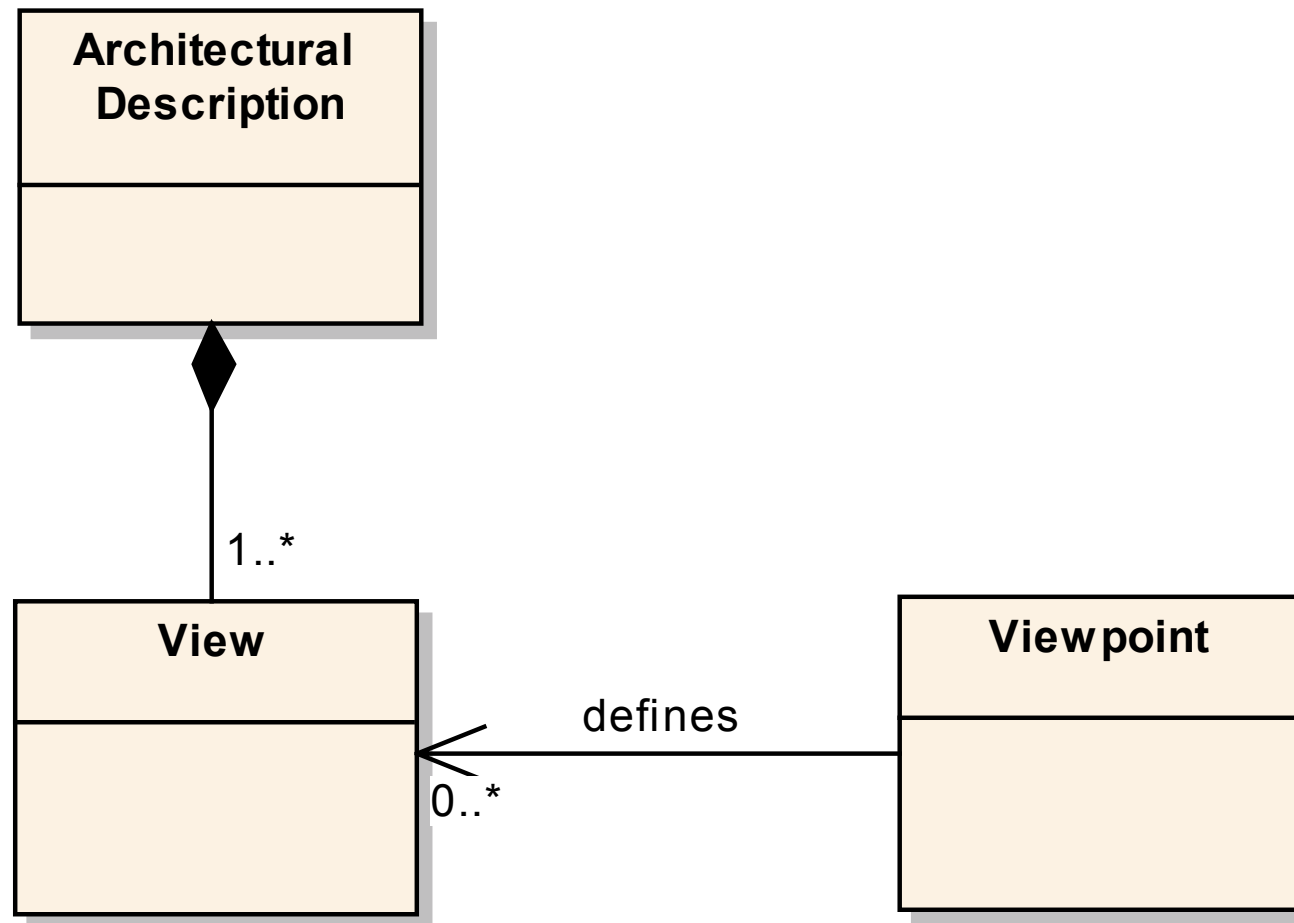 Architectural
Description
1..*
View
Viewpoint
defines
0..*